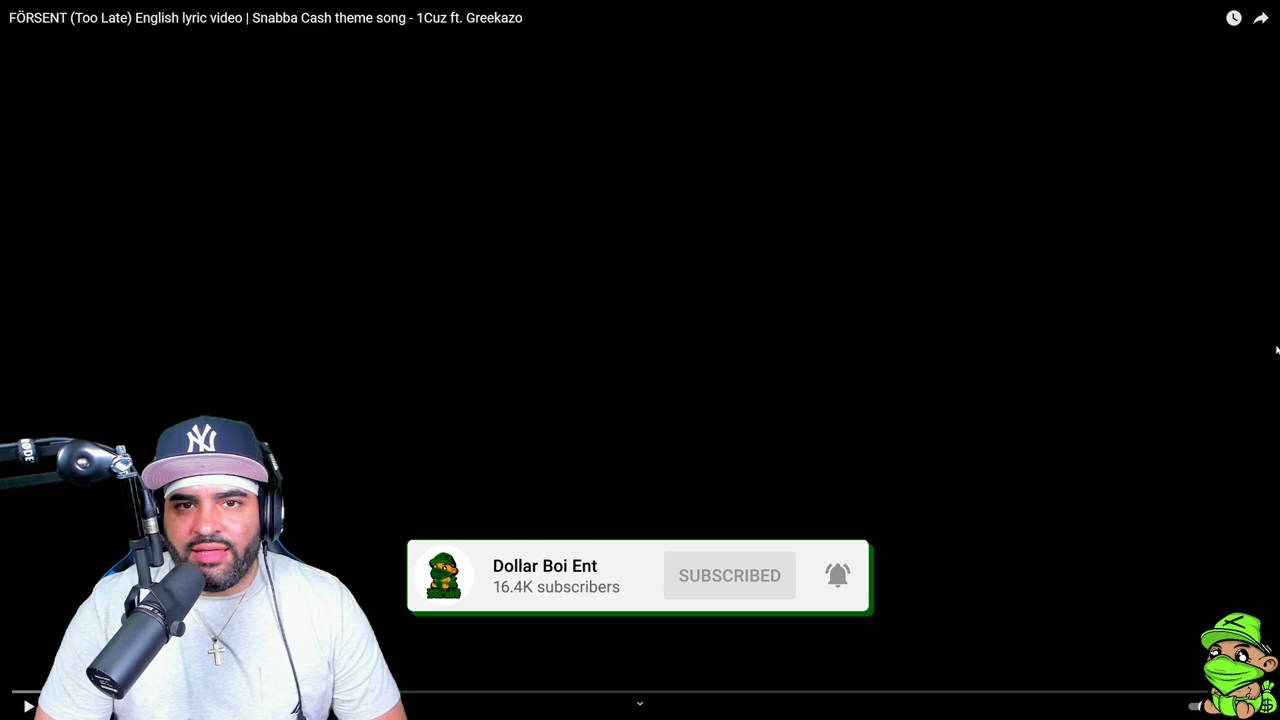 FÖRSENT (Too Late) English lyric video | Snabba Cash theme song - 1Cuz ft. Greekazo
NY
RØDE
Dollar Boi Ent
16.4K subscribers
SUBSCRIBED